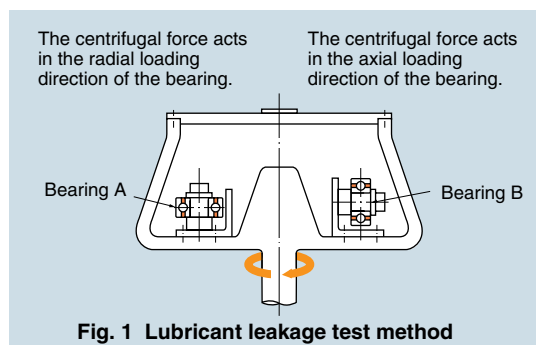 The centrifugal force acts
in the radial loading
direction of the bearing.
The centrifugal force acts
in the axial loading
direction of the bearing.
Bearing A
Bearing B
Fig. 1 Lubricant leakage test method